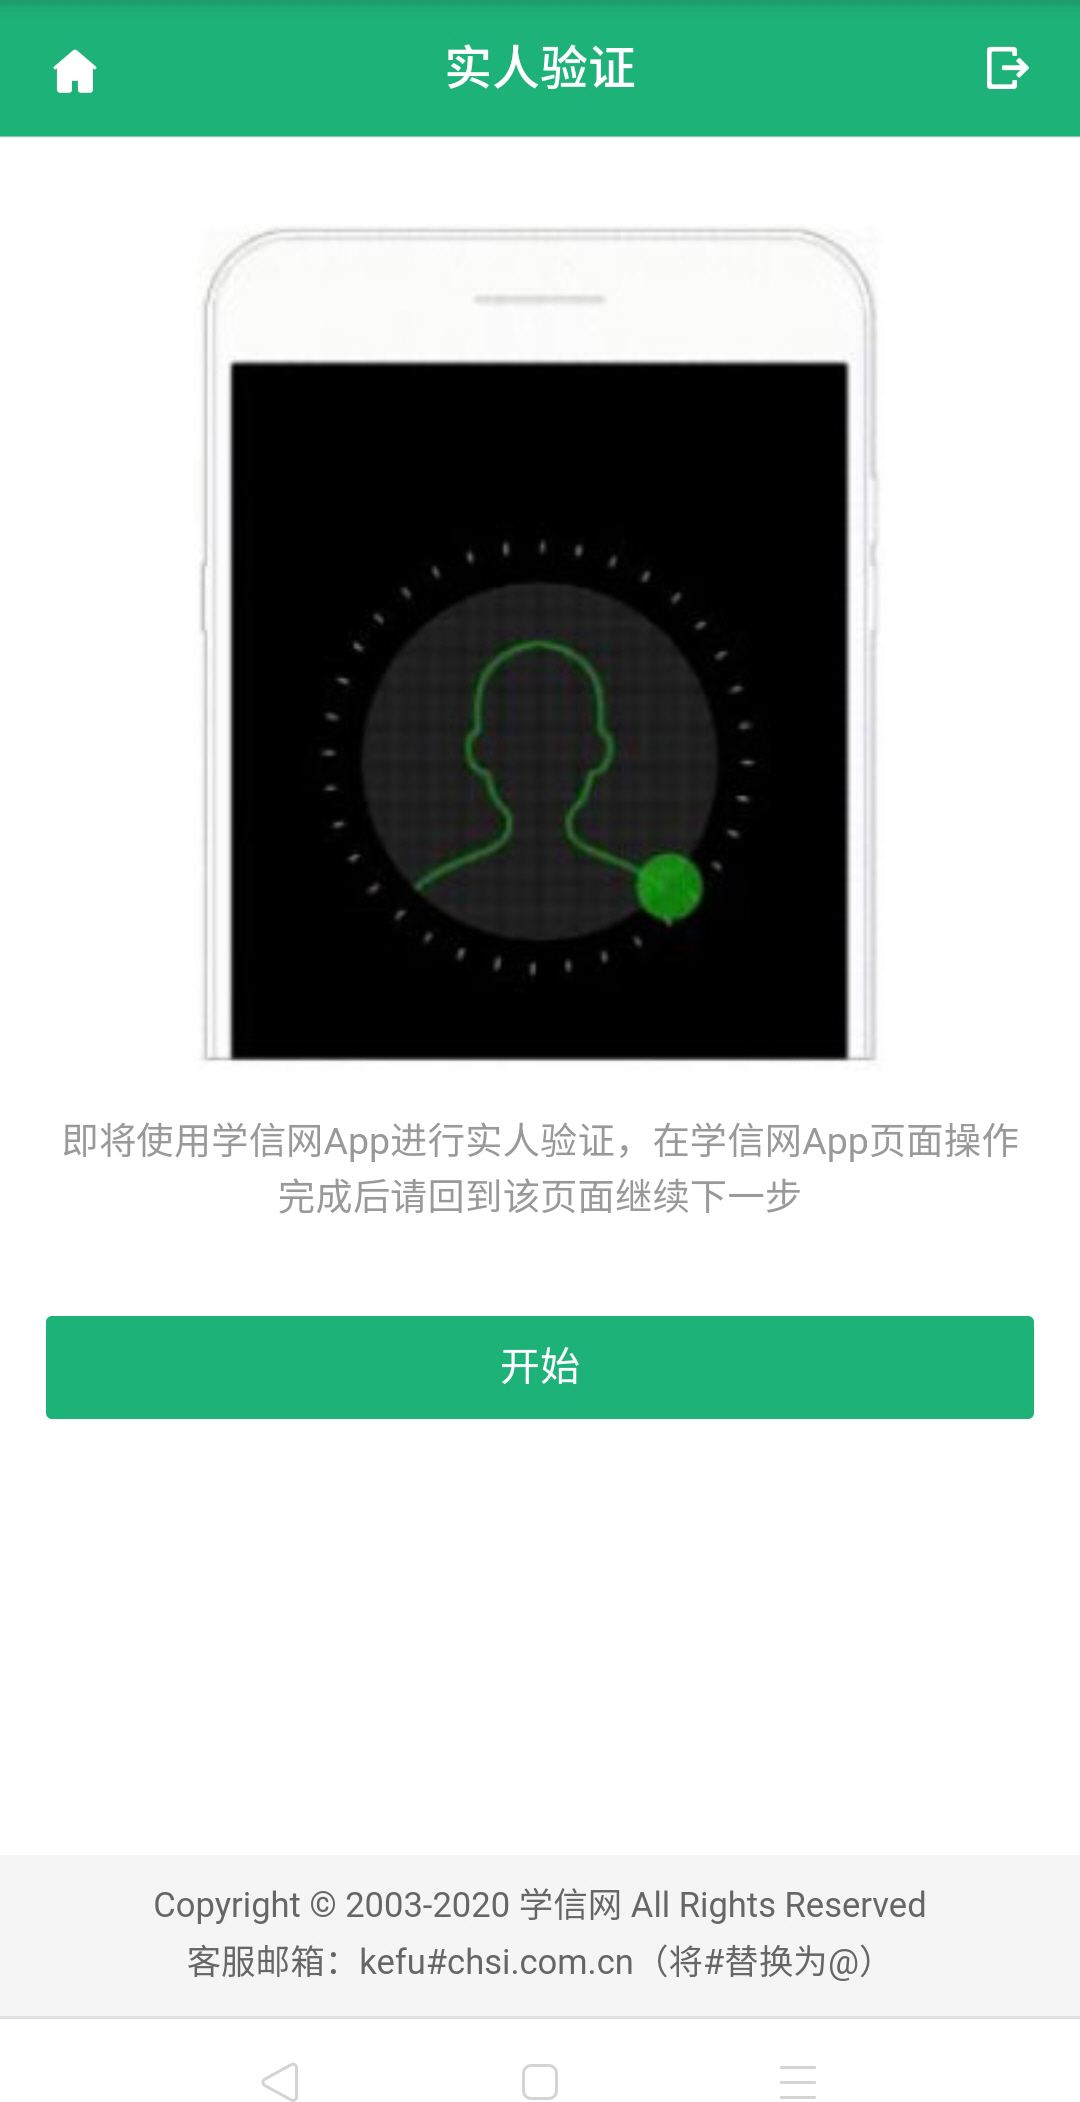 实人验证
即将使用学信网App进行实人验证，在学信网App页面操作
完成后请回到该页面继续下一步
开始
Copyright © 2003-2020 学信网 All Rights Reserved
客服邮箱：kefu#chsi.com.cn（将#替换为@）